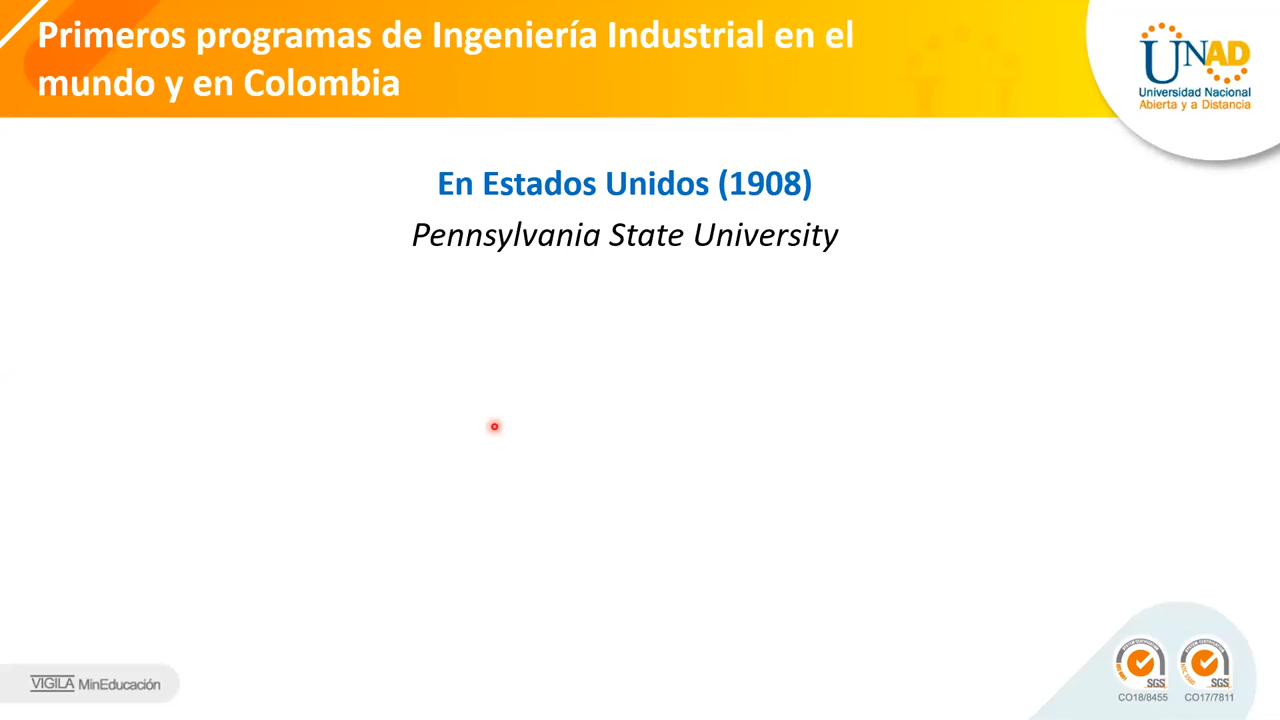 Primeros programas de Ingeniería Industrial en el
mundo y en Colombia
UNAD
Universidad Nacional
Abierta y a Distancia
En Estados Unidos (1908)
Pennsylvania State University
VIGILA MinEducación
SGS
SGS
CO18/8455
CO17/7811